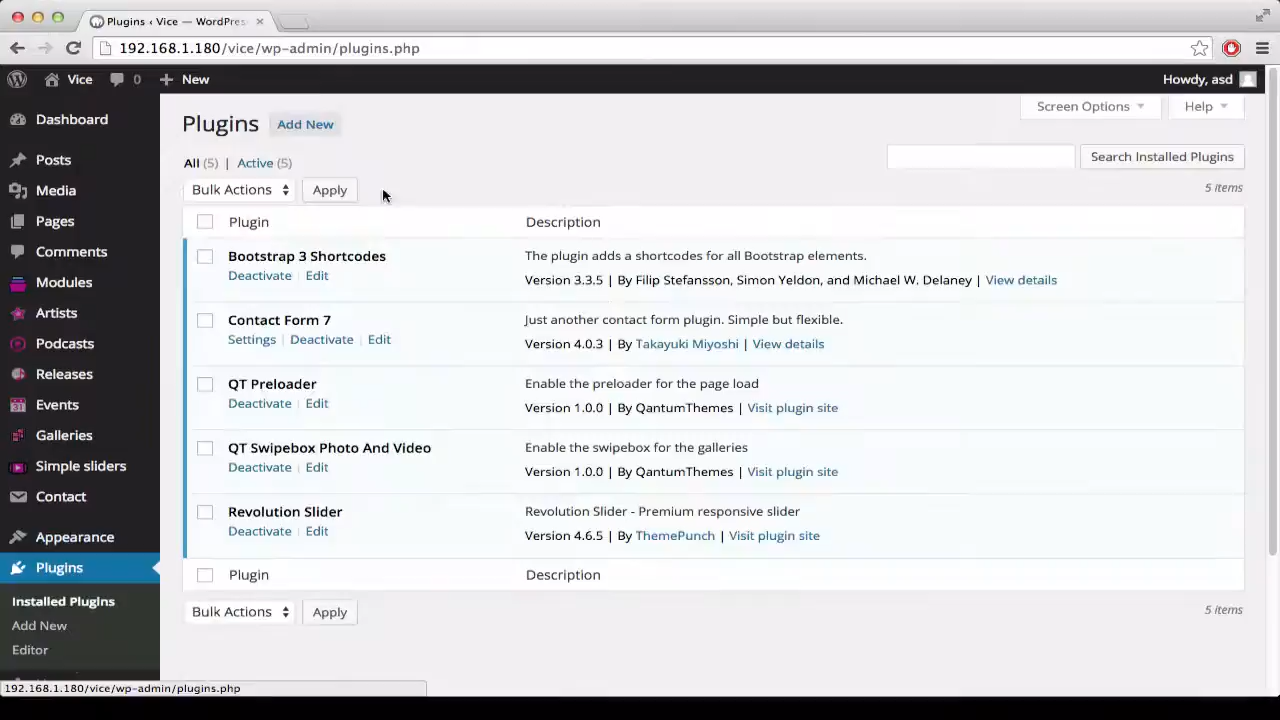 Plugins ‹ Vice — WordPres
192.168.1.180/vice/wp-admin/plugins.php
Vice 0 New Howdy, asd
Screen Options Help
Plugins Add New
All (5) | Active (5)
Search Installed Plugins
Bulk Actions Apply
5 items
Dashboard
Posts
Media
Pages
Comments
Modules
Artists
Podcasts
Releases
Events
Galleries
Simple sliders
Contact
Appearance
Plugins
Installed Plugins
Add New
Editor
Plugin Description
Bootstrap 3 Shortcodes
Deactivate | Edit
The plugin adds a shortcodes for all Bootstrap elements.
Version 3.3.5 | By Filip Stefansson, Simon Yeldon, and Michael W. Delaney | View details
Contact Form 7
Settings | Deactivate | Edit
Just another contact form plugin. Simple but flexible.
Version 4.0.3 | By Takayuki Miyoshi | View details
QT Preloader
Deactivate | Edit
Enable the preloader for the page load
Version 1.0.0 | By QantumThemes | Visit plugin site
QT Swipebox Photo And Video
Deactivate | Edit
Enable the swipebox for the galleries
Version 1.0.0 | By QantumThemes | Visit plugin site
Revolution Slider
Deactivate | Edit
Revolution Slider - Premium responsive slider
Version 4.6.5 | By ThemePunch | Visit plugin site
Plugin Description
Bulk Actions Apply
5 items
192.168.1.180/vice/wp-admin/plugins.php